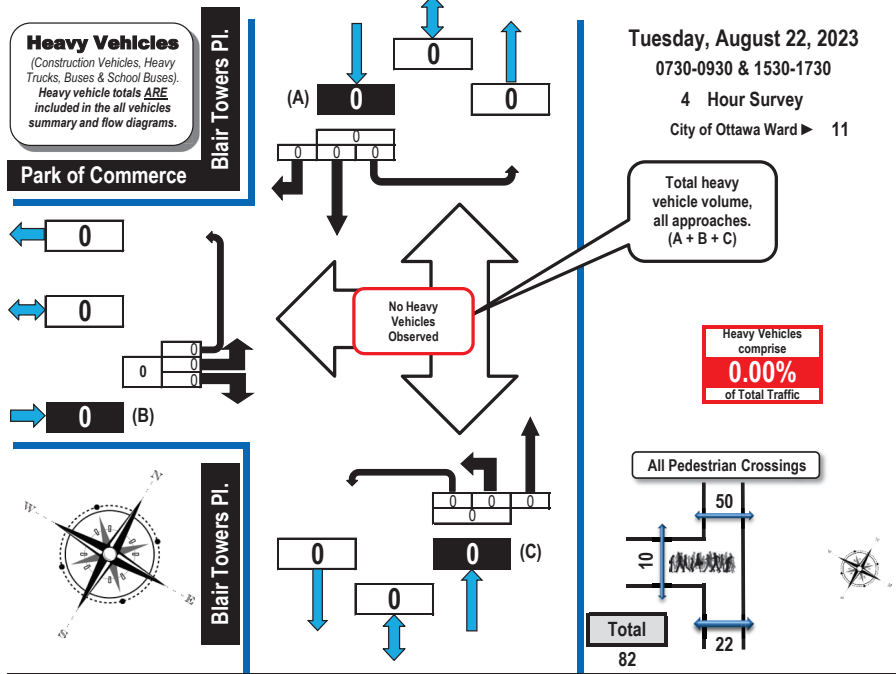 Heavy Vehicles
(Construction Vehicles, Heavy
Trucks, Buses & School Buses).
Heavy vehicle totals ARE
included in the all vehicles
summary and flow diagrams.
Blair Towers Pl.
Park of Commerce
0
(A) 0
0
0
0 0 0
Tuesday, August 22, 2023
0730-0930 & 1530-1730
4 Hour Survey
City of Ottawa Ward ► 11
Total heavy
vehicle volume,
all approaches.
(A + B + C)
0
0
0
0
0
0
0 (B)
No Heavy
Vehicles
Observed
Heavy Vehicles
comprise
0.00%
of Total Traffic
N
W
E
S
Blair Towers Pl.
0 0 0
0
0
0 (C)
0
All Pedestrian Crossings
50
10
22
Total
82